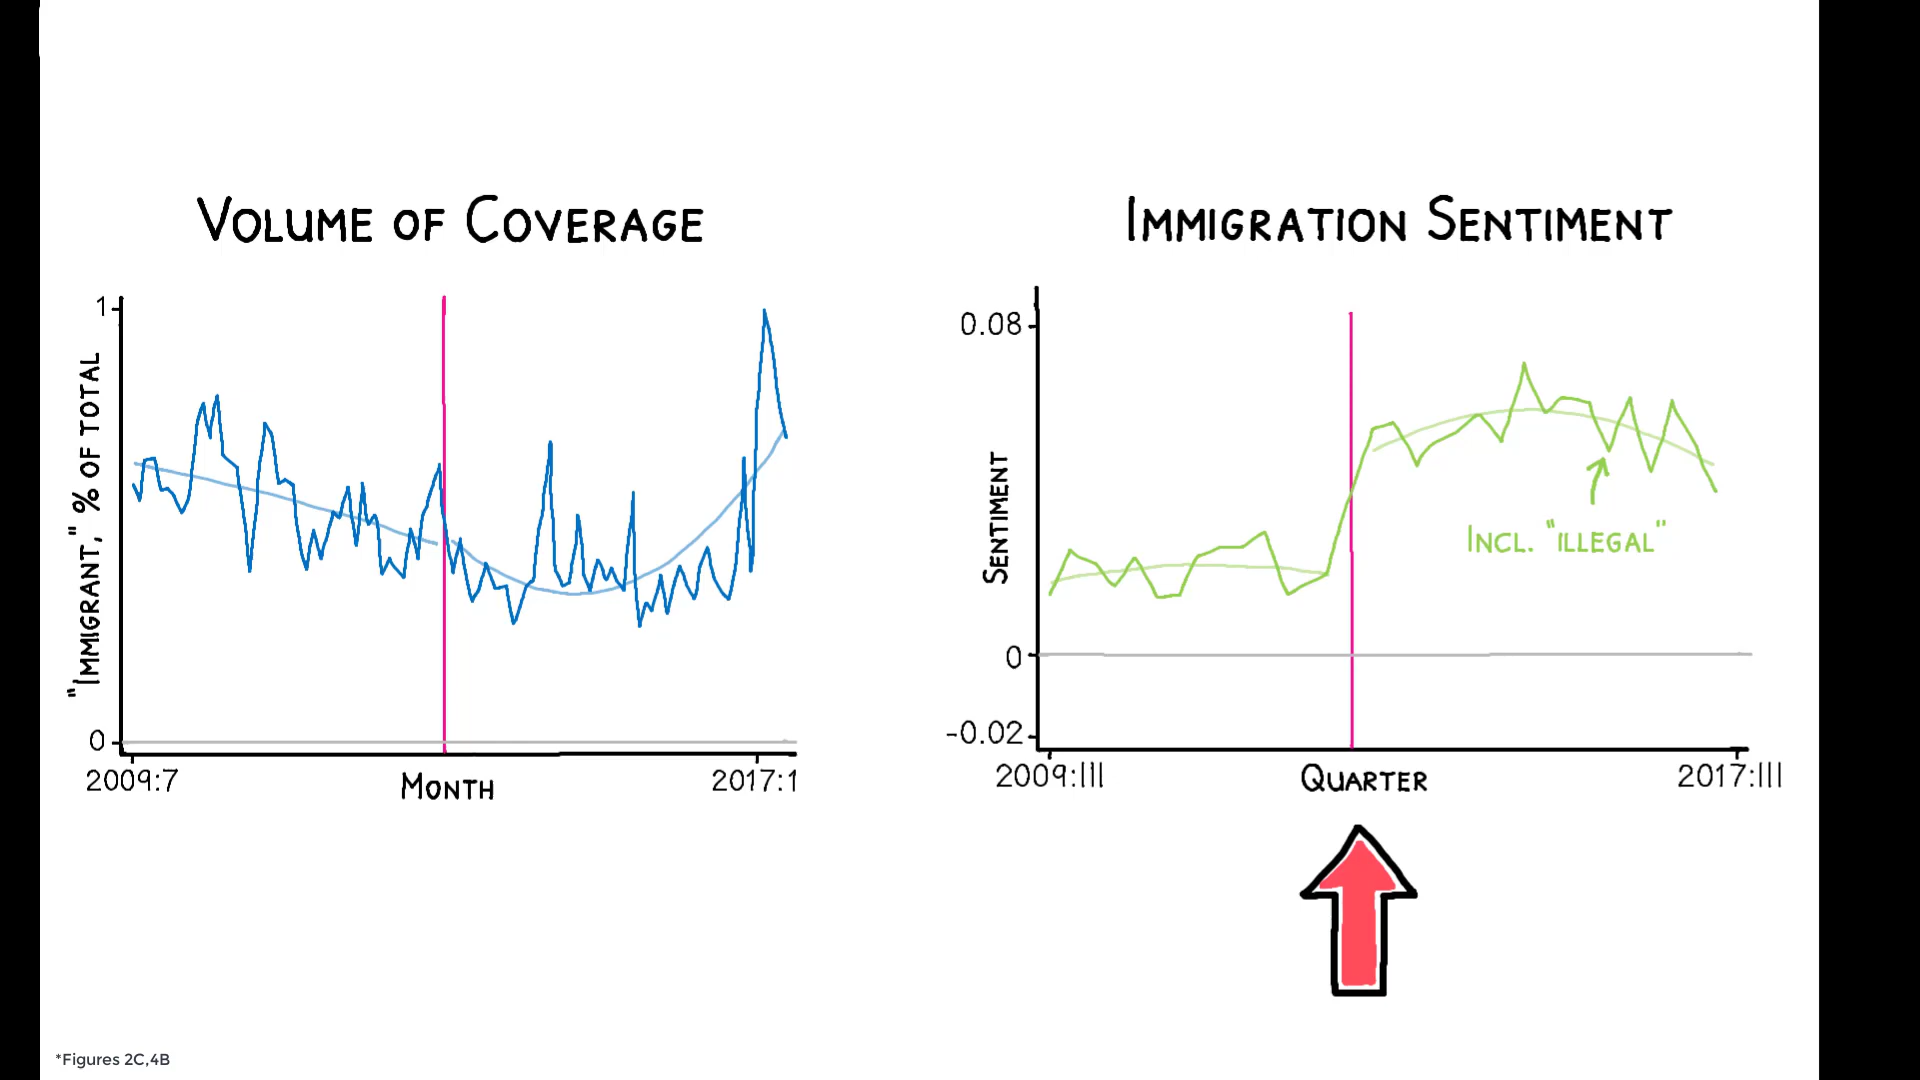 VOLUME OF COVERAGE
1
"IMMIGRANT," % OF TOTAL
0
2009:7
MONTH
2017:1
IMMIGRATION SENTIMENT
0.08
SENTIMENT
INCL. "ILLEGAL"
0
-0.02
2009:III
QUARTER
2017:III
*Figures 2C,4B